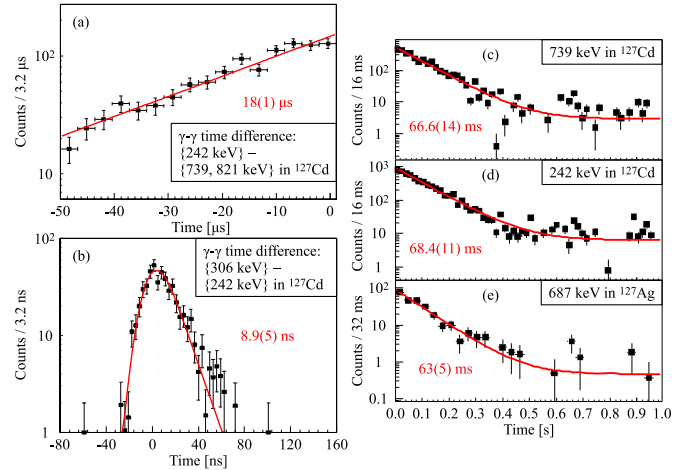 (a)
10²
10
Counts / 3.2 μs
18(1) μs
γ-γ time difference:
{242 keV} −
{739, 821 keV} in ¹²⁷Cd
-50 -40 -30 -20 -10 0
Time [μs]
(b)
10²
10
1
Counts / 3.2 ns
γ-γ time difference:
{306 keV} −
{242 keV} in ¹²⁷Cd
8.9(5) ns
-80 -40 0 40 80 120 160
Time [ns]
(c)
739 keV in ¹²⁷Cd
10²
10
1
Counts / 16 ms
66.6(14) ms
(d)
242 keV in ¹²⁷Cd
10³
10²
10
1
Counts / 16 ms
68.4(11) ms
(e)
687 keV in ¹²⁷Ag
10²
10
1
0.1
Counts / 32 ms
63(5) ms
0.0 0.1 0.2 0.3 0.4 0.5 0.6 0.7 0.8 0.9 1.0
Time [s]